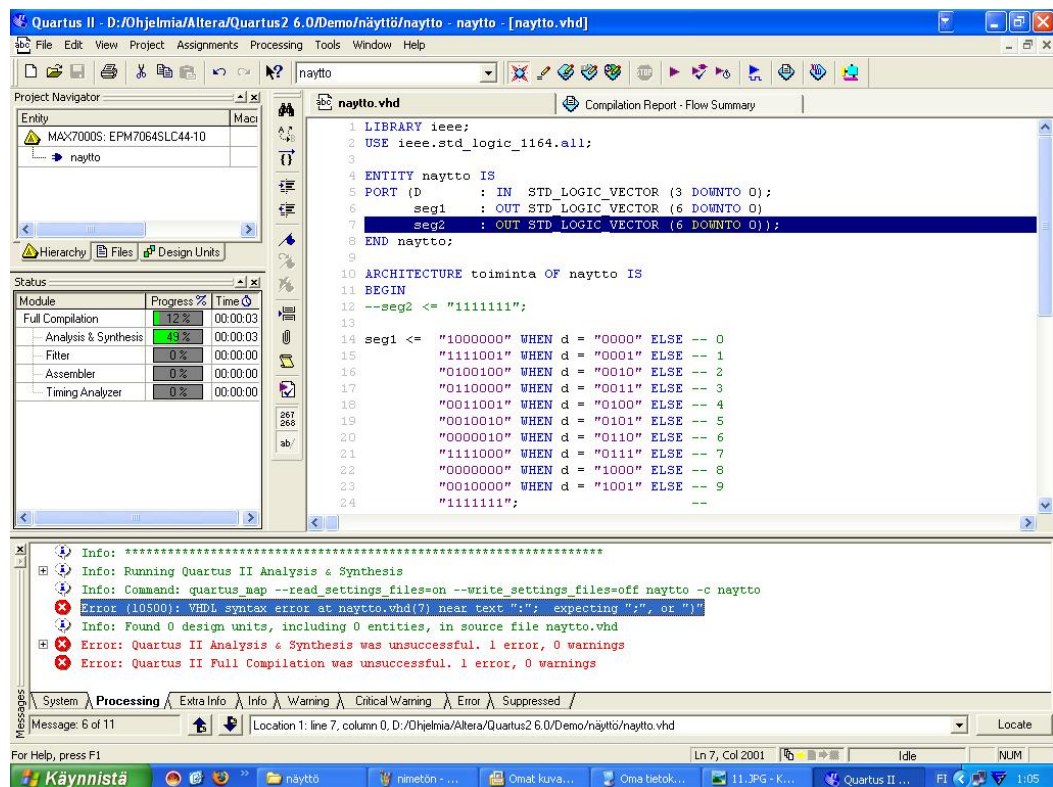 Quartus II - D:/Ohjelmia/Altera/Quartus2 6.0/Demo/näyttö/naytto - naytto - [naytto.vhd]
File Edit View Project Assignments Processing Tools Window Help
naytto
Project Navigator
Entity Maci
MAX7000S: EPM7064SLC44-10
naytto
Hierarchy Files Design Units
Status
Module Progress % Time
Full Compilation 12 % 00:00:03
Analysis & Synthesis 49 % 00:00:03
Fitter 0 % 00:00:00
Assembler 0 % 00:00:00
Timing Analyzer 0 % 00:00:00
267
268
ab/
abc naytto.vhd Compilation Report - Flow Summary
1 LIBRARY ieee;
2 USE ieee.std_logic_1164.all;
3
4 ENTITY naytto IS
5 PORT (D : IN STD_LOGIC_VECTOR (3 DOWNTO 0);
6 seg1 : OUT STD_LOGIC_VECTOR (6 DOWNTO 0)
7 seg2 : OUT STD_LOGIC_VECTOR (6 DOWNTO 0));
8 END naytto;
9
10 ARCHITECTURE toiminta OF naytto IS
11 BEGIN
12 --seg2 <= "1111111";
13
14 seg1 <= "1000000" WHEN d = "0000" ELSE -- 0
15 "1111001" WHEN d = "0001" ELSE -- 1
16 "0100100" WHEN d = "0010" ELSE -- 2
17 "0110000" WHEN d = "0011" ELSE -- 3
18 "0011001" WHEN d = "0100" ELSE -- 4
19 "0010010" WHEN d = "0101" ELSE -- 5
20 "0000010" WHEN d = "0110" ELSE -- 6
21 "1111000" WHEN d = "0111" ELSE -- 7
22 "0000000" WHEN d = "1000" ELSE -- 8
23 "0010000" WHEN d = "1001" ELSE -- 9
24 "1111111"; --
Info: *******************************************************************
Info: Running Quartus II Analysis & Synthesis
Info: Command: quartus_map --read_settings_files=on --write_settings_files=off naytto -c naytto
Error (10500): VHDL syntax error at naytto.vhd(7) near text ":"; expecting ";", or ")"
Info: Found 0 design units, including 0 entities, in source file naytto.vhd
Error: Quartus II Analysis & Synthesis was unsuccessful. 1 error, 0 warnings
Error: Quartus II Full Compilation was unsuccessful. 1 error, 0 warnings
Messages
System Processing Extra Info Info Warning Critical Warning Error Suppressed
Message: 6 of 11 Location 1: line 7, column 0, D:/Ohjelmia/Altera/Quartus2 6.0/Demo/näyttö/naytto.vhd Locate
For Help, press F1 Ln 7, Col 2001 Idle NUM
Käynnistä » näyttö nimetön - ... Omat kuva... Oma tietok... 11.JPG - K... Quartus II ... FI 1:05